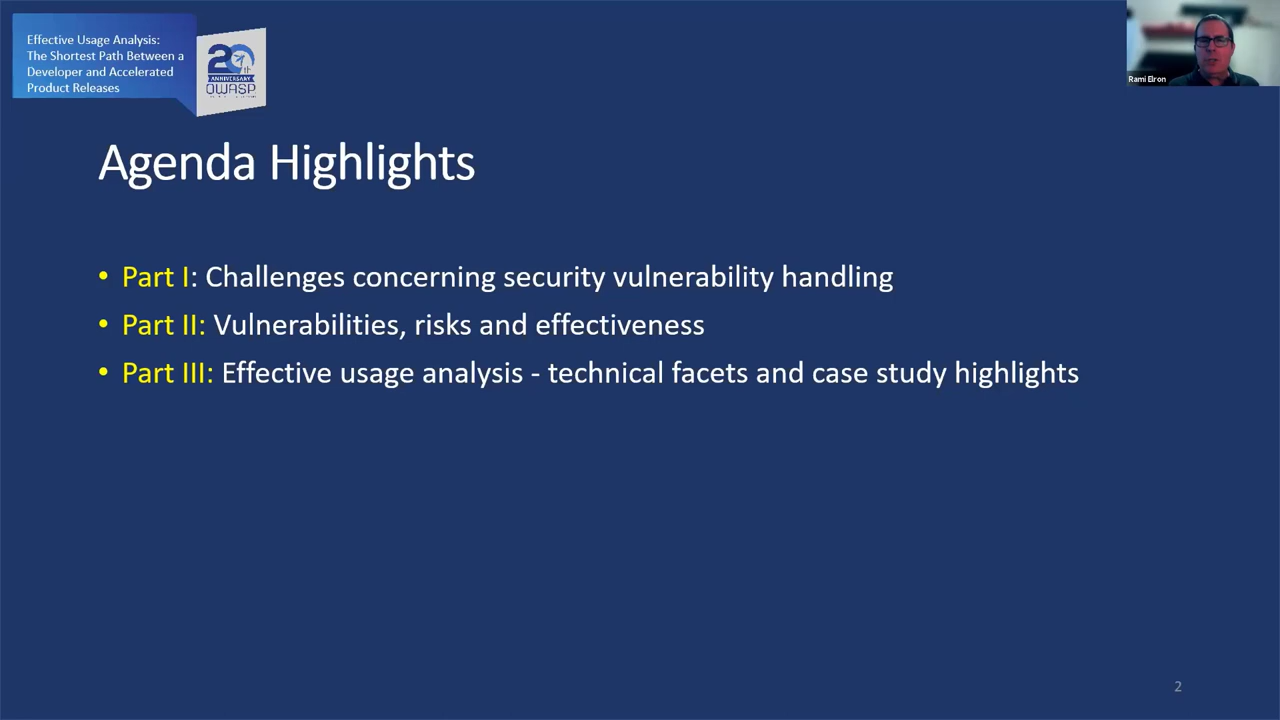 Effective Usage Analysis:
The Shortest Path Between a
Developer and Accelerated
Product Releases
20th
ANNIVERSARY
OWASP
Rami Elron
Agenda Highlights
• Part I: Challenges concerning security vulnerability handling
• Part II: Vulnerabilities, risks and effectiveness
• Part III: Effective usage analysis - technical facets and case study highlights
2